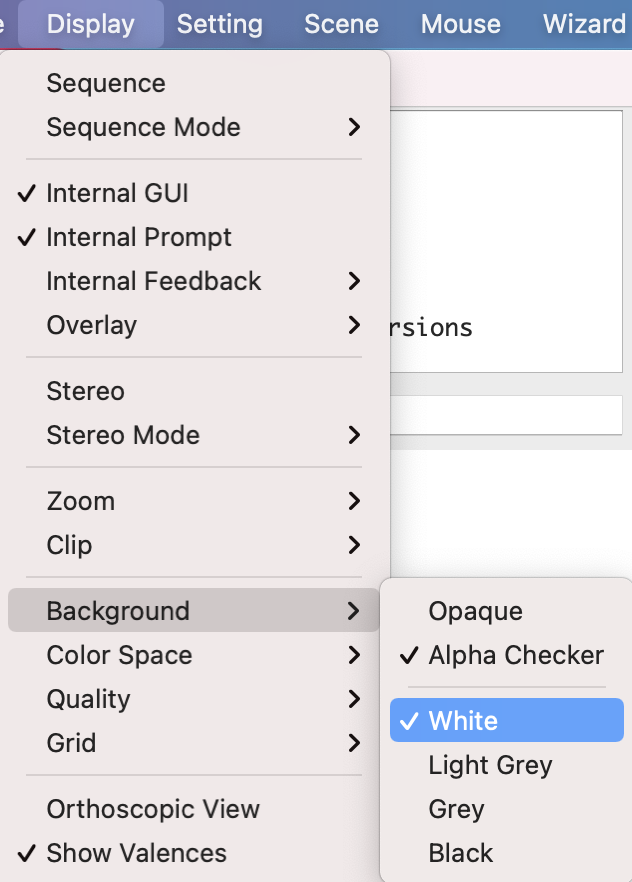 Display Setting Scene Mouse Wizard
Sequence
Sequence Mode
Internal GUI
Internal Prompt
Internal Feedback
Overlay
rsions
Stereo
Stereo Mode
Zoom
Clip
Background
Color Space
Quality
Grid
Orthoscopic View
Show Valences
Opaque
Alpha Checker
White
Light Grey
Grey
Black